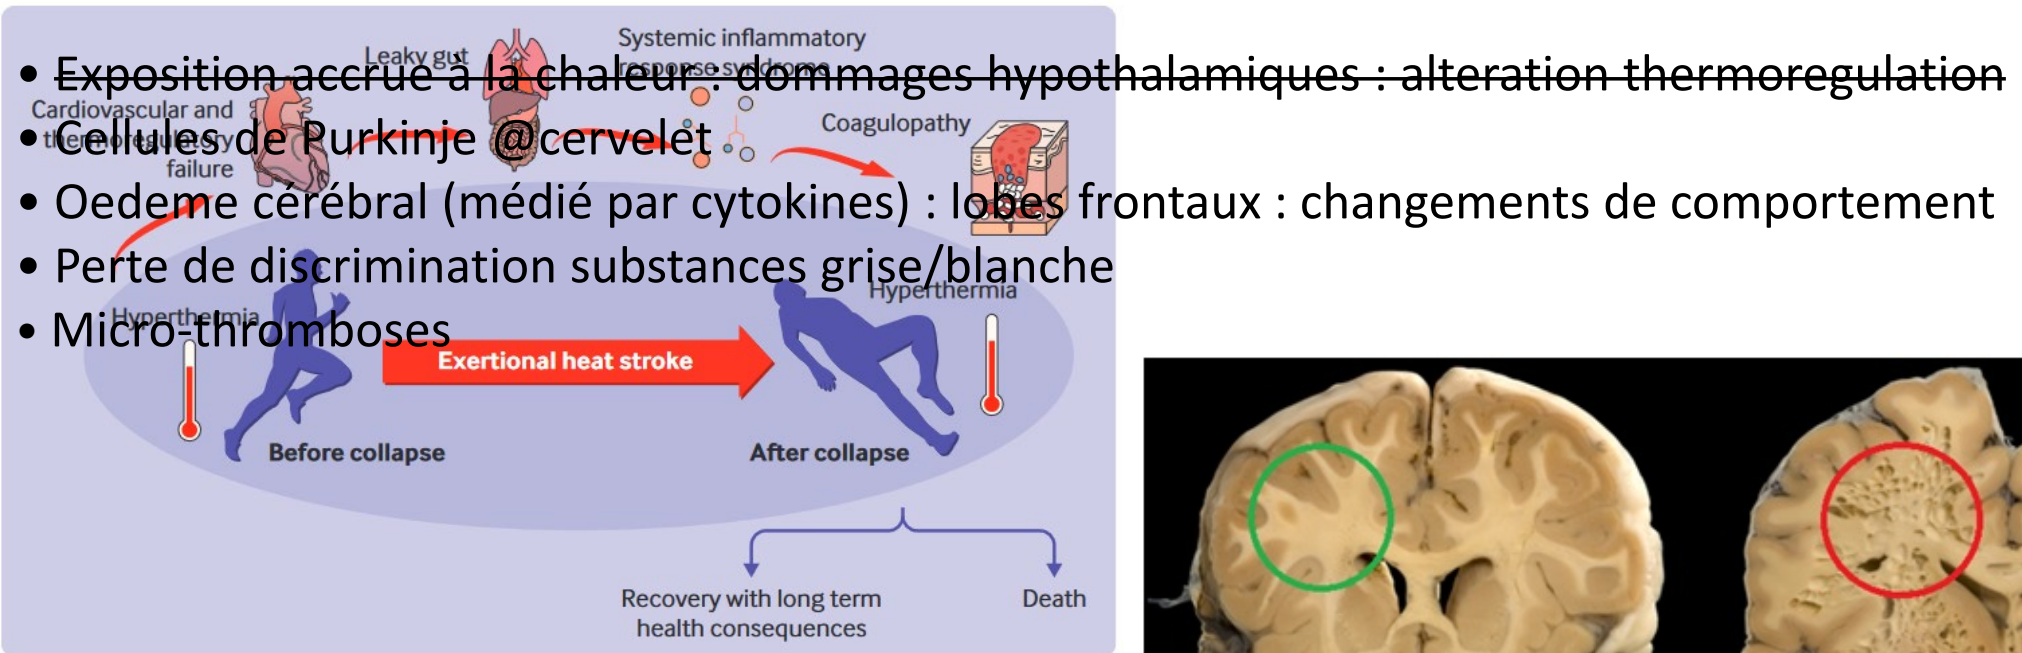 • Exposition accrue à la chaleur : dommages hypothalamiques : alteration thermoregulation
• Cellules de Purkinje @cervelet
• Oedeme cérébral (médié par cytokines) : lobes frontaux : changements de comportement
• Perte de discrimination substances grise/blanche
• Micro-thromboses
Leaky gut
Systemic inflammatory
response syndrome
Cardiovascular and
thermoregulatory
failure
Coagulopathy
Hyperthermia
Hyperthermia
Exertional heat stroke
Before collapse
After collapse
Recovery with long term
health consequences
Death